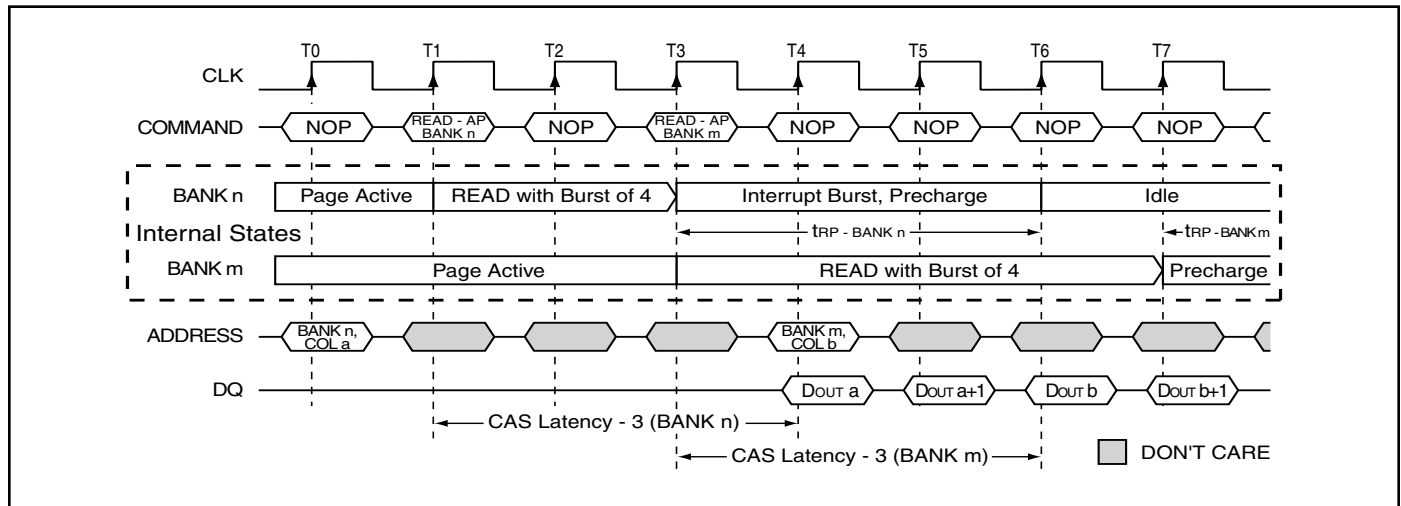 T0 T1 T2 T3 T4 T5 T6 T7
CLK
COMMAND NOP READ - AP BANK n NOP READ - AP BANK m NOP NOP NOP NOP
BANK n Page Active READ with Burst of 4 Interrupt Burst, Precharge Idle
Internal States tRP - BANK n tRP - BANK m
BANK m Page Active READ with Burst of 4 Precharge
ADDRESS BANK n, COL a BANK m, COL b
DQ DOUT a DOUT a+1 DOUT b DOUT b+1
CAS Latency - 3 (BANK n)
CAS Latency - 3 (BANK m) DON'T CARE